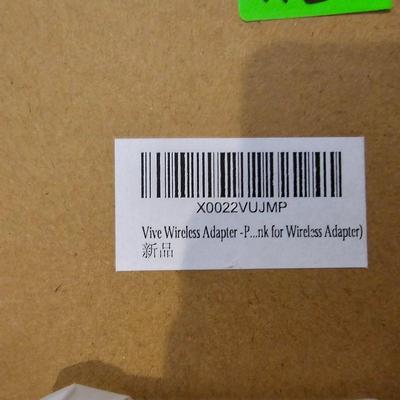 X0022VUJMP
Vive Wireless Adapter -P...nk for Wireless Adapter)
新品